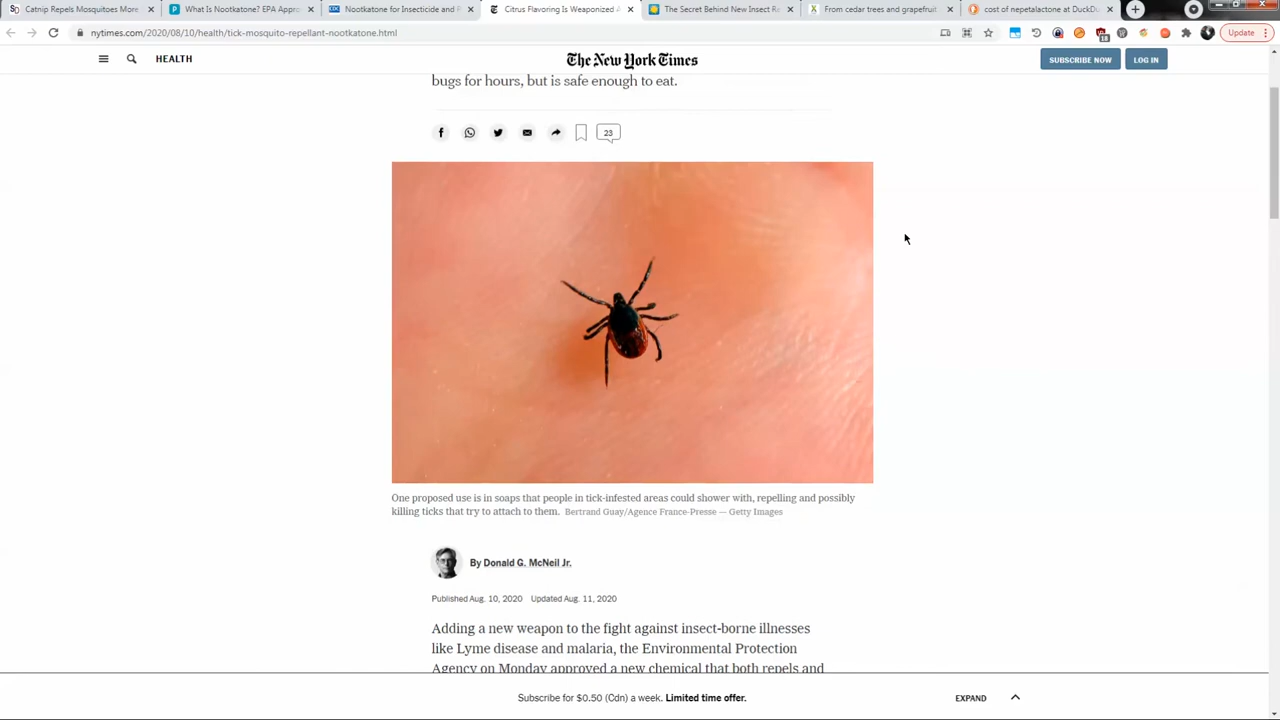 Catnip Repels Mosquitoes More
What Is Nootkatone? EPA Appro
Nootkatone for Insecticide and R
Citrus Flavoring Is Weaponized A
The Secret Behind New Insect Re
From cedar trees and grapefruit
cost of nepetalactone at DuckDu
nytimes.com/2020/08/10/health/tick-mosquito-repellant-nootkatone.html
Update
HEALTH
The New York Times
SUBSCRIBE NOW
LOG IN
bugs for hours, but is safe enough to eat.
23
One proposed use is in soaps that people in tick-infested areas could shower with, repelling and possibly
killing ticks that try to attach to them. Bertrand Guay/Agence France-Presse — Getty Images
By Donald G. McNeil Jr.
Published Aug. 10, 2020 Updated Aug. 11, 2020
Adding a new weapon to the fight against insect-borne illnesses
like Lyme disease and malaria, the Environmental Protection
Agency on Monday approved a new chemical that both repels and
Subscribe for $0.50 (Cdn) a week. Limited time offer.
EXPAND